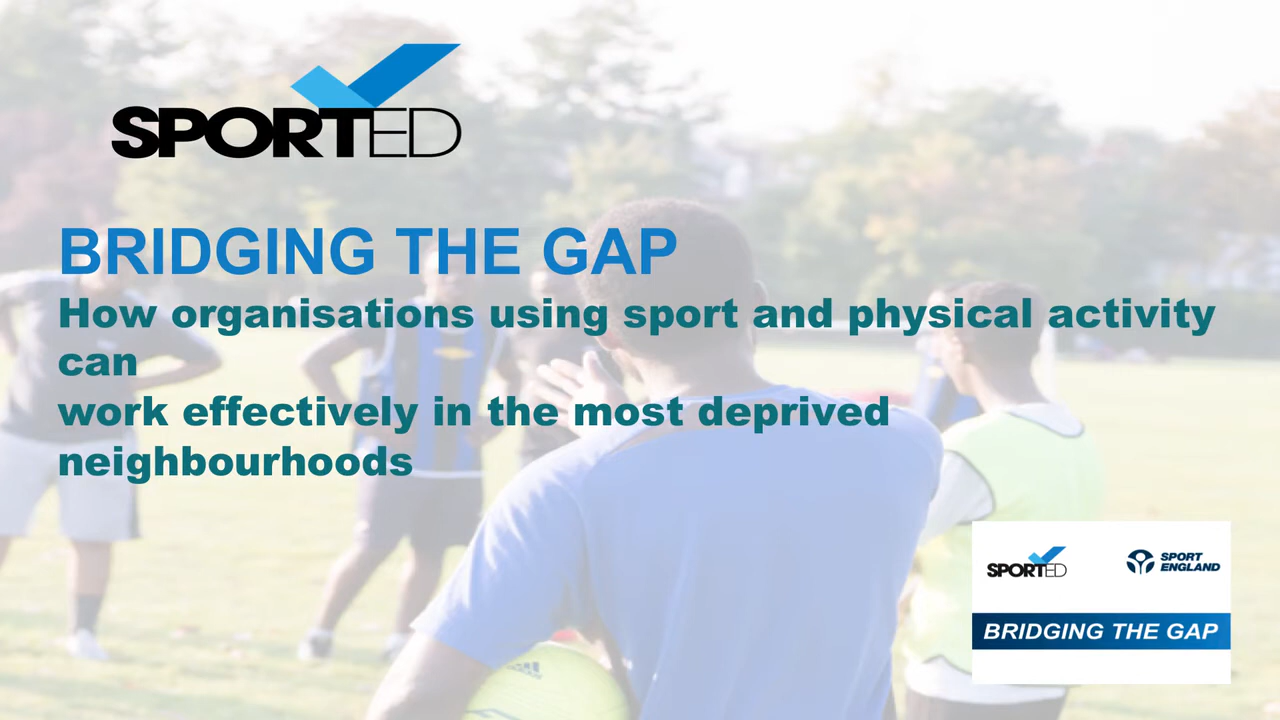 SPORTED
BRIDGING THE GAP
How organisations using sport and physical activity
can
work effectively in the most deprived
neighbourhoods
SPORTED
SPORT
ENGLAND
BRIDGING THE GAP
adidas